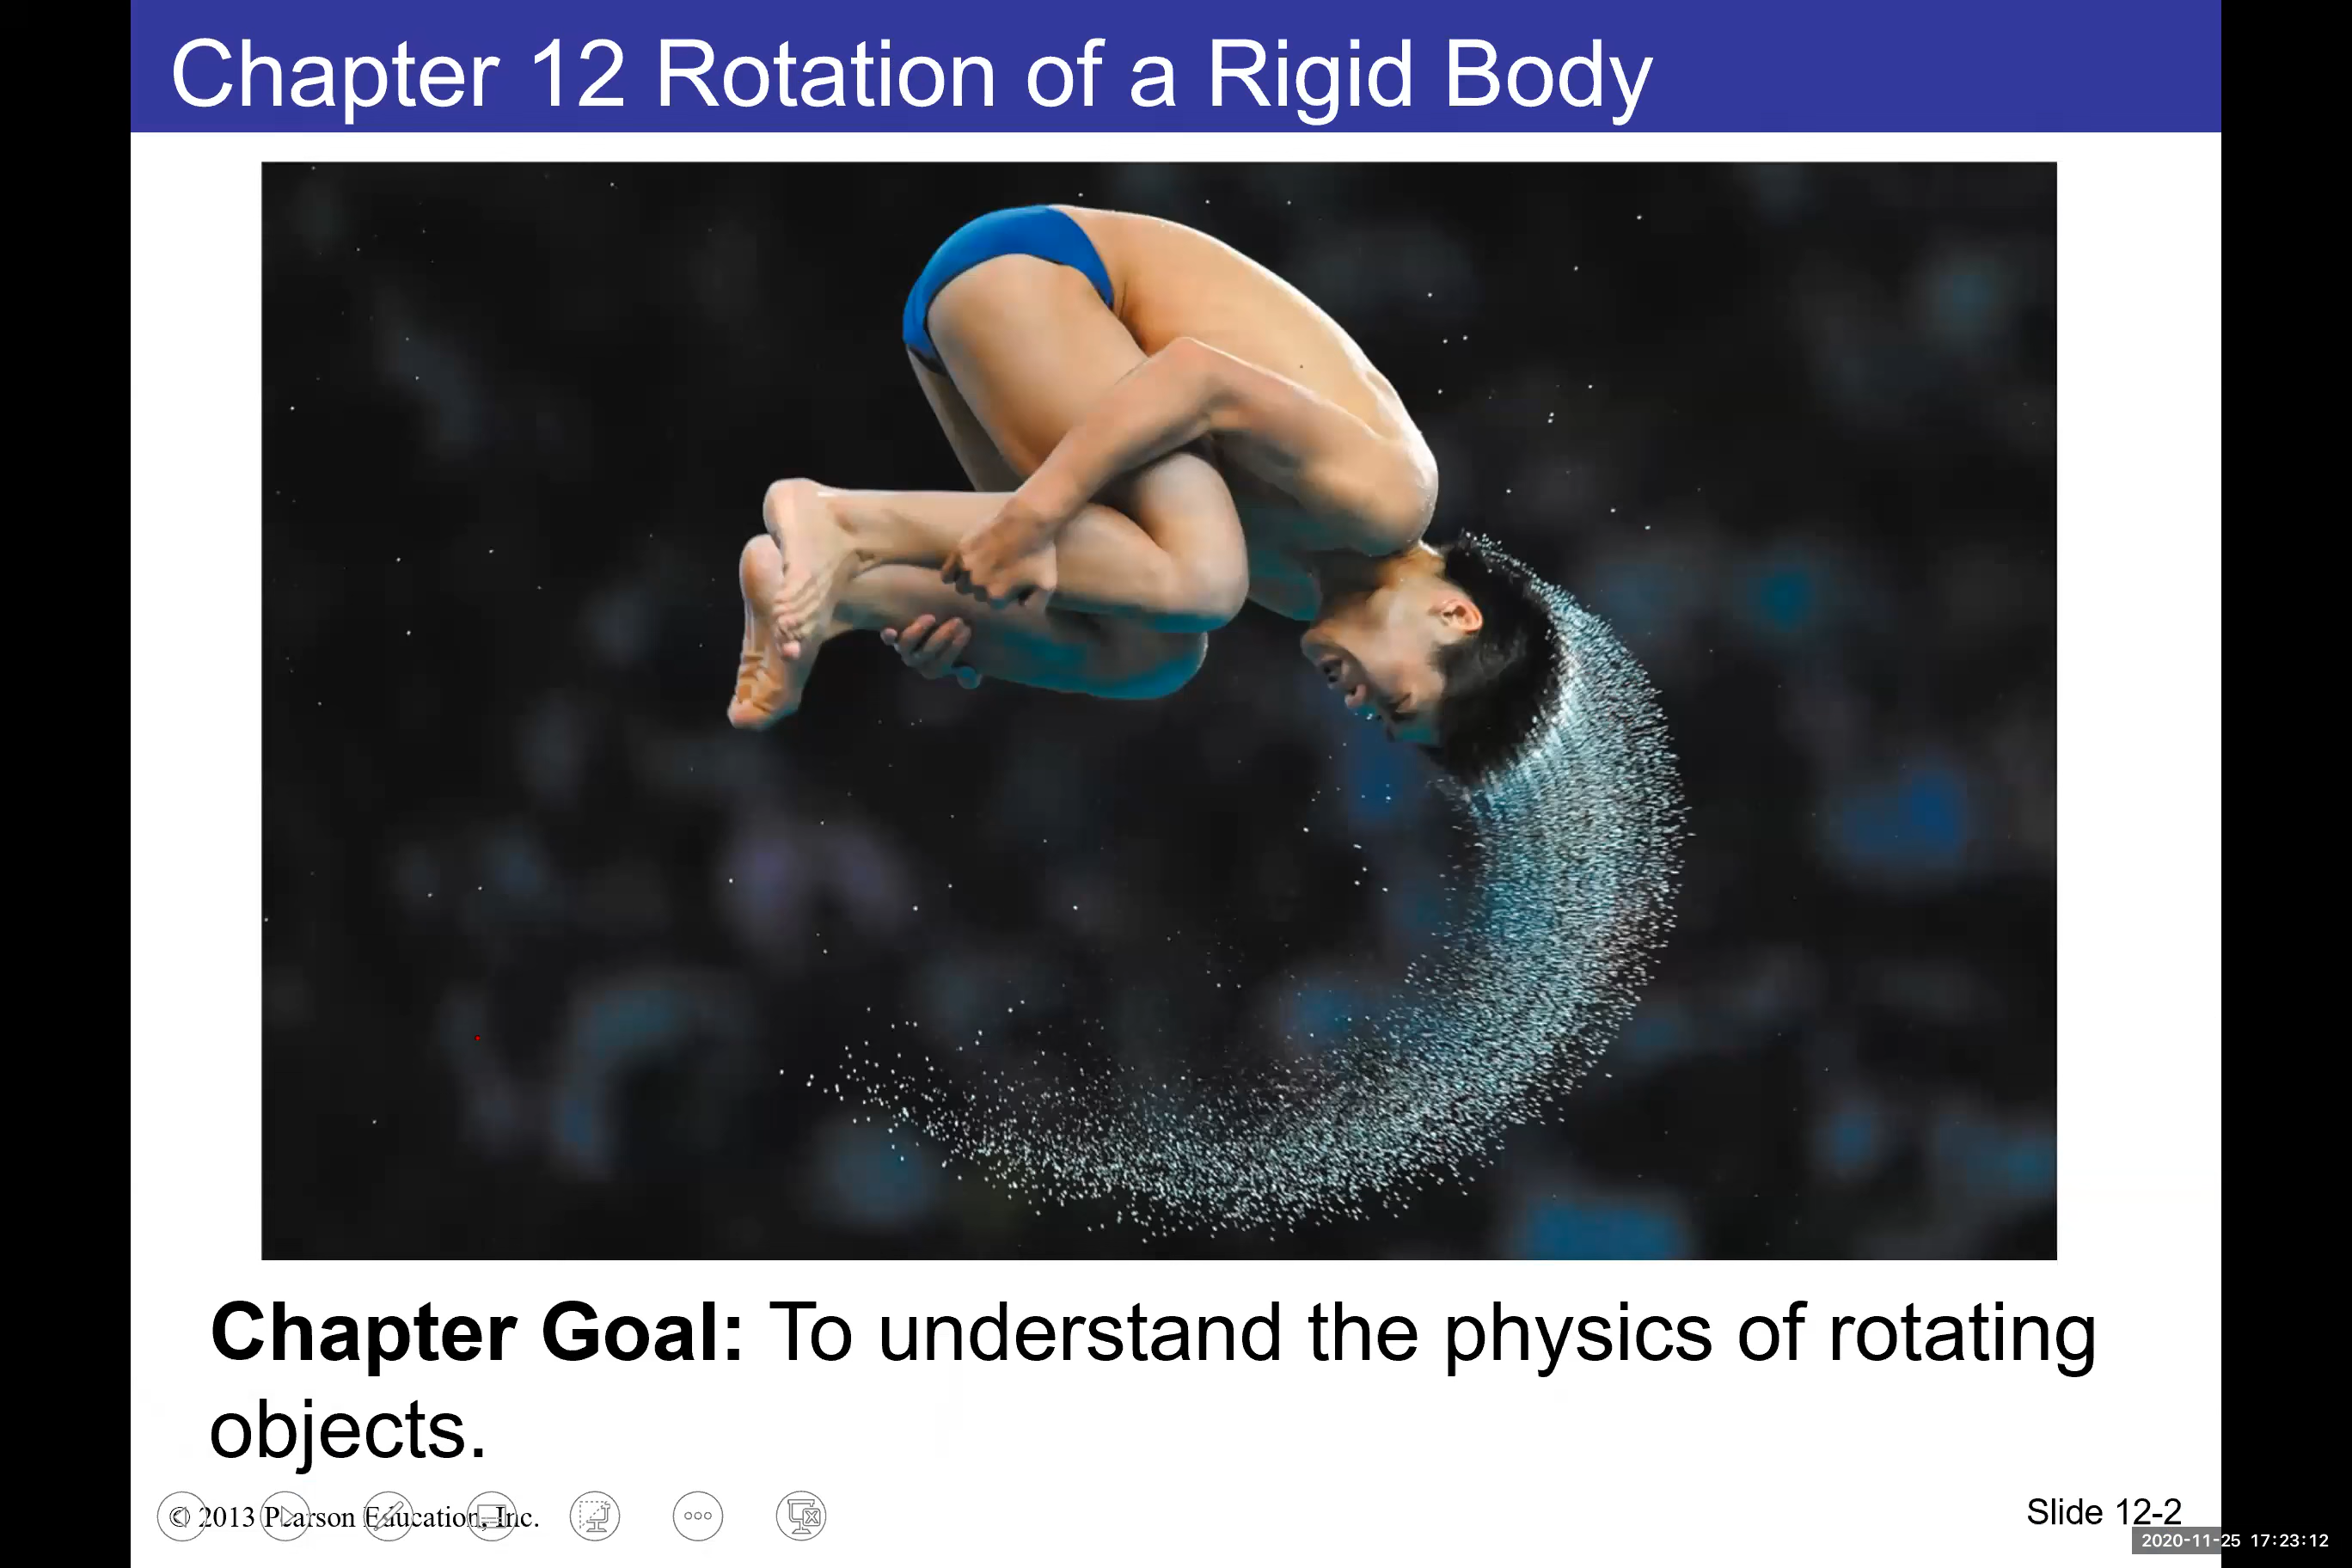 Chapter 12 Rotation of a Rigid Body
Chapter Goal: To understand the physics of rotating
objects.
© 2013 Pearson Education, Inc.
Slide 12-2
2020-11-25 17:23:12